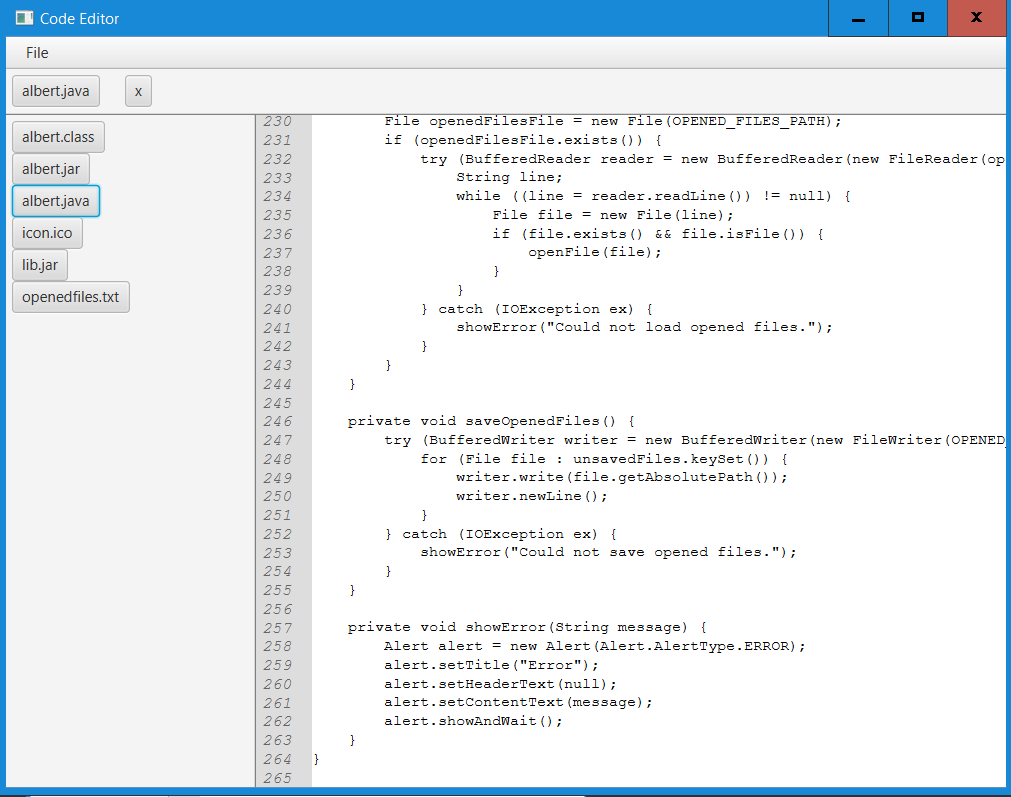 Code Editor
File
albert.java x
albert.class
albert.jar
albert.java
icon.ico
lib.jar
openedfiles.txt
230         File openedFilesFile = new File(OPENED_FILES_PATH);
231         if (openedFilesFile.exists()) {
232             try (BufferedReader reader = new BufferedReader(new FileReader(op
233                 String line;
234                 while ((line = reader.readLine()) != null) {
235                     File file = new File(line);
236                     if (file.exists() && file.isFile()) {
237                         openFile(file);
238                     }
239                 }
240             } catch (IOException ex) {
241                 showError("Could not load opened files.");
242             }
243         }
244     }
245
246     private void saveOpenedFiles() {
247         try (BufferedWriter writer = new BufferedWriter(new FileWriter(OPENED_
248             for (File file : unsavedFiles.keySet()) {
249                 writer.write(file.getAbsolutePath());
250                 writer.newLine();
251             }
252         } catch (IOException ex) {
253             showError("Could not save opened files.");
254         }
255     }
256
257     private void showError(String message) {
258         Alert alert = new Alert(Alert.AlertType.ERROR);
259         alert.setTitle("Error");
260         alert.setHeaderText(null);
261         alert.setContentText(message);
262         alert.showAndWait();
263     }
264 }
265